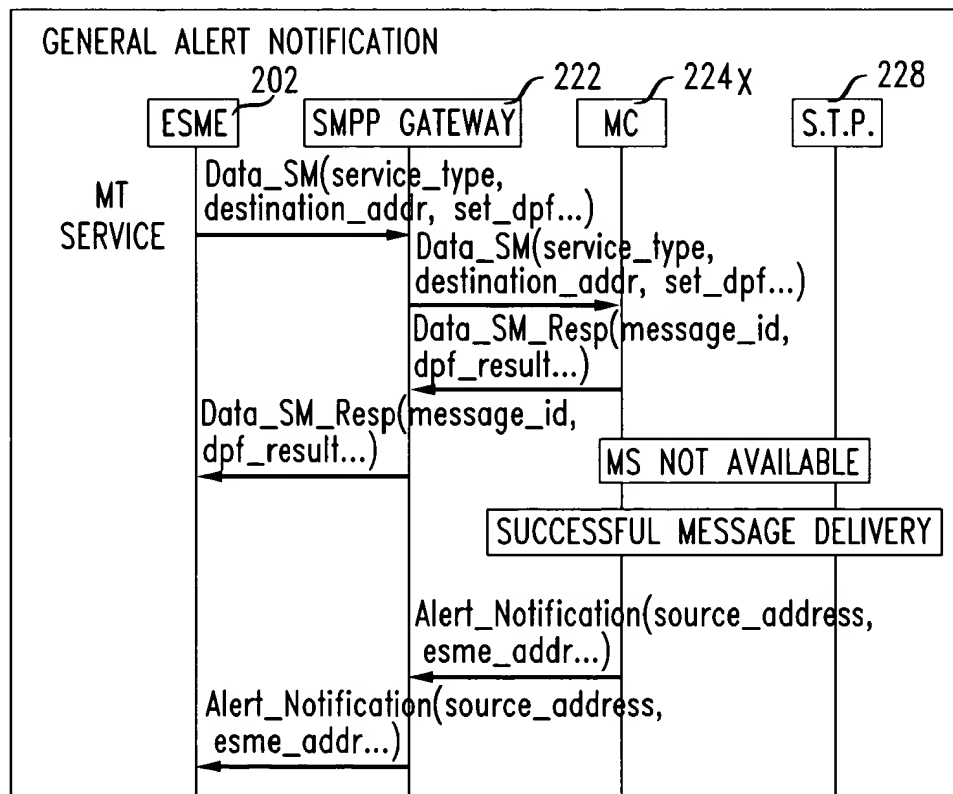 GENERAL ALERT NOTIFICATION
202
222
224X
228
ESME
SMPP GATEWAY
MC
S.T.P.
MT
SERVICE
Data_SM(service_type,
destination_addr, set_dpf...)
Data_SM(service_type,
destination_addr, set_dpf...)
Data_SM_Resp(message_id,
dpf_result...)
Data_SM_Resp(message_id,
dpf_result...)
MS NOT AVAILABLE
SUCCESSFUL MESSAGE DELIVERY
Alert_Notification(source_address,
esme_addr...)
Alert_Notification(source_address,
esme_addr...)